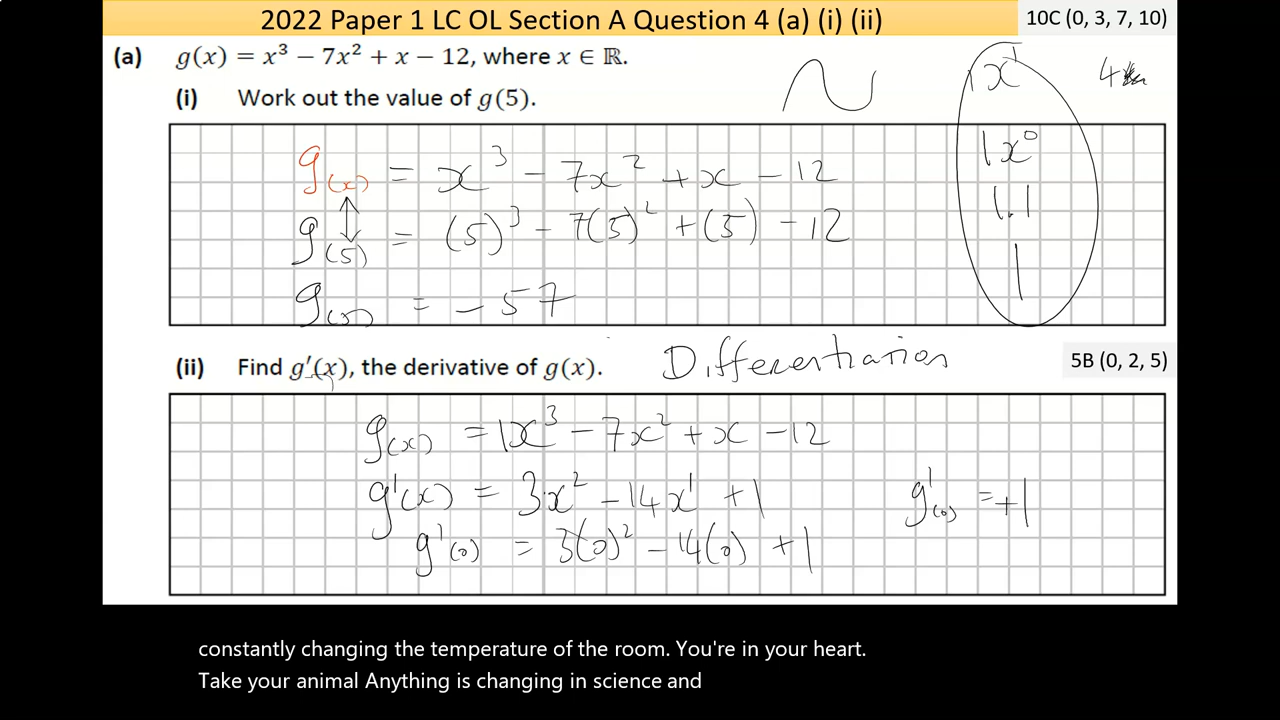 2022 Paper 1 LC OL Section A Question 4 (a) (i) (ii)
10C (0, 3, 7, 10)
(a) g(x) = x³ − 7x² + x − 12, where x ∈ ℝ.
1x¹
4
(i) Work out the value of g(5).
g(x) = x³ − 7x² + x − 12
1x⁰
g(5) = (5)³ − 7(5)² + (5) − 12
1.1
g(5) = −57
1
(ii) Find g′(x), the derivative of g(x).
Differentiation
5B (0, 2, 5)
g(x) = 1x³ − 7x² + x − 12
g'(x) = 3x² − 14x¹ + 1
g'(0) = +1
g'(0) = 3(0)² − 14(0) + 1
constantly changing the temperature of the room. You're in your heart.
Take your animal Anything is changing in science and